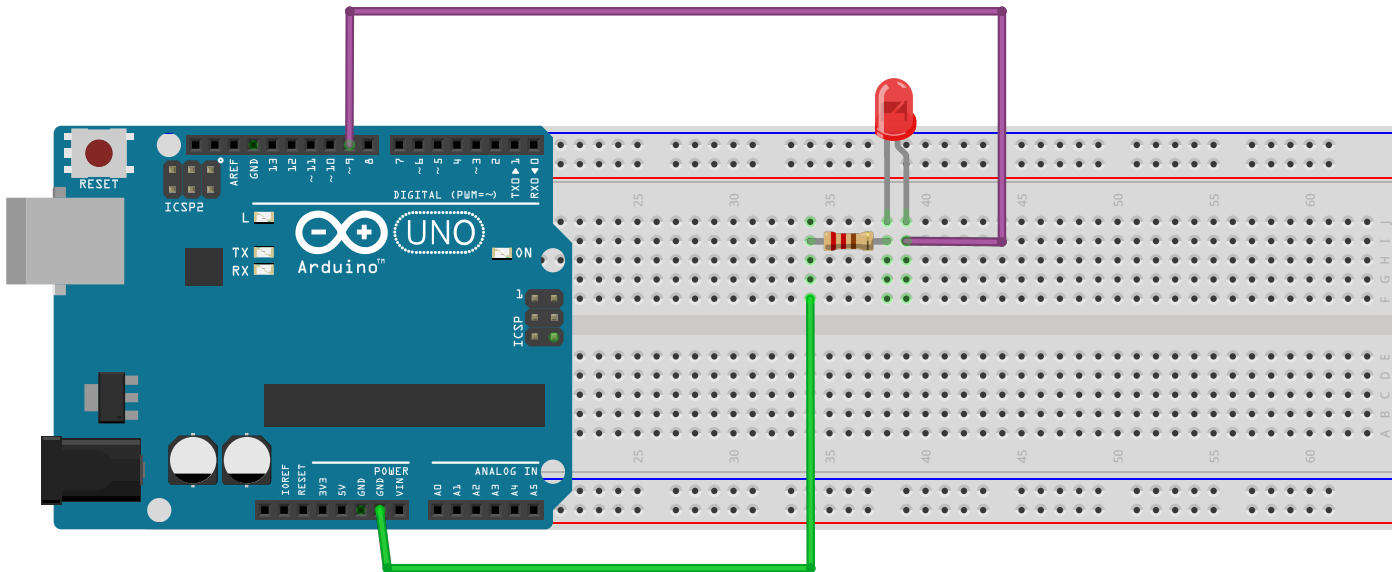 RESET
ICSP2
AREF
GND
13
12
~11
~10
~9
8
7
~6
~5
4
~3
2
TX0▶1
RX0◀0
DIGITAL (PWM=~)
L
TX
RX
UNO
Arduino™
ON
1
ICSP
IOREF
RESET
3V3
5V
GND
GND
VIN
POWER
ANALOG IN
A0
A1
A2
A3
A4
A5
25
30
35
40
45
50
55
60
J
I
H
G
F
E
D
C
B
A
25
30
35
40
45
50
55
60